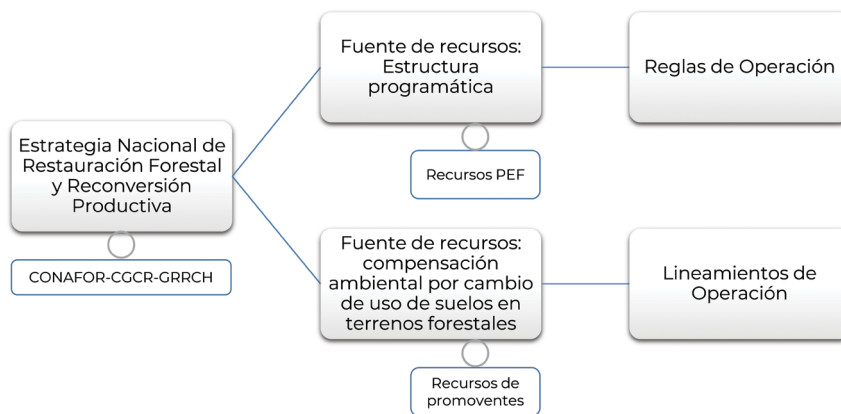 Estrategia Nacional de
Restauración Forestal
y Reconversión
Productiva
CONAFOR-CGCR-GRRCH
Fuente de recursos:
Estructura
programática
Recursos PEF
Reglas de Operación
Fuente de recursos:
compensación
ambiental por cambio
de uso de suelos en
terrenos forestales
Recursos de
promoventes
Lineamientos de
Operación